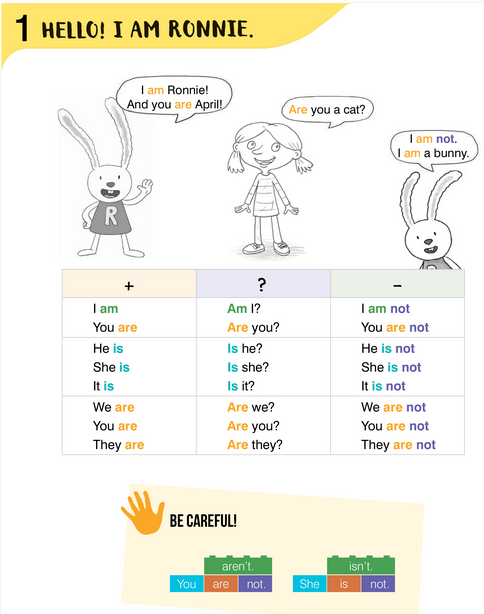 1 HELLO! I AM RONNIE.
I am Ronnie!
And you are April!
Are you a cat?
I am not.
I am a bunny.
R
+ ? –
I am Am I? I am not
You are Are you? You are not
He is Is he? He is not
She is Is she? She is not
It is Is it? It is not
We are Are we? We are not
You are Are you? You are not
They are Are they? They are not
BE CAREFUL!
aren't. isn't.
You are not. She is not.